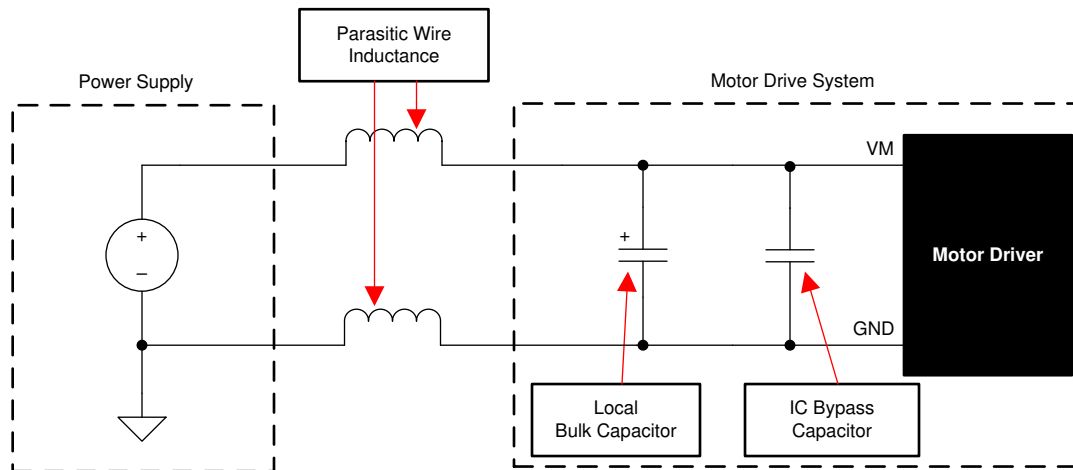 Parasitic Wire
Inductance
Power Supply
Motor Drive System
VM
+
–
+
Motor Driver
GND
Local
Bulk Capacitor
IC Bypass
Capacitor